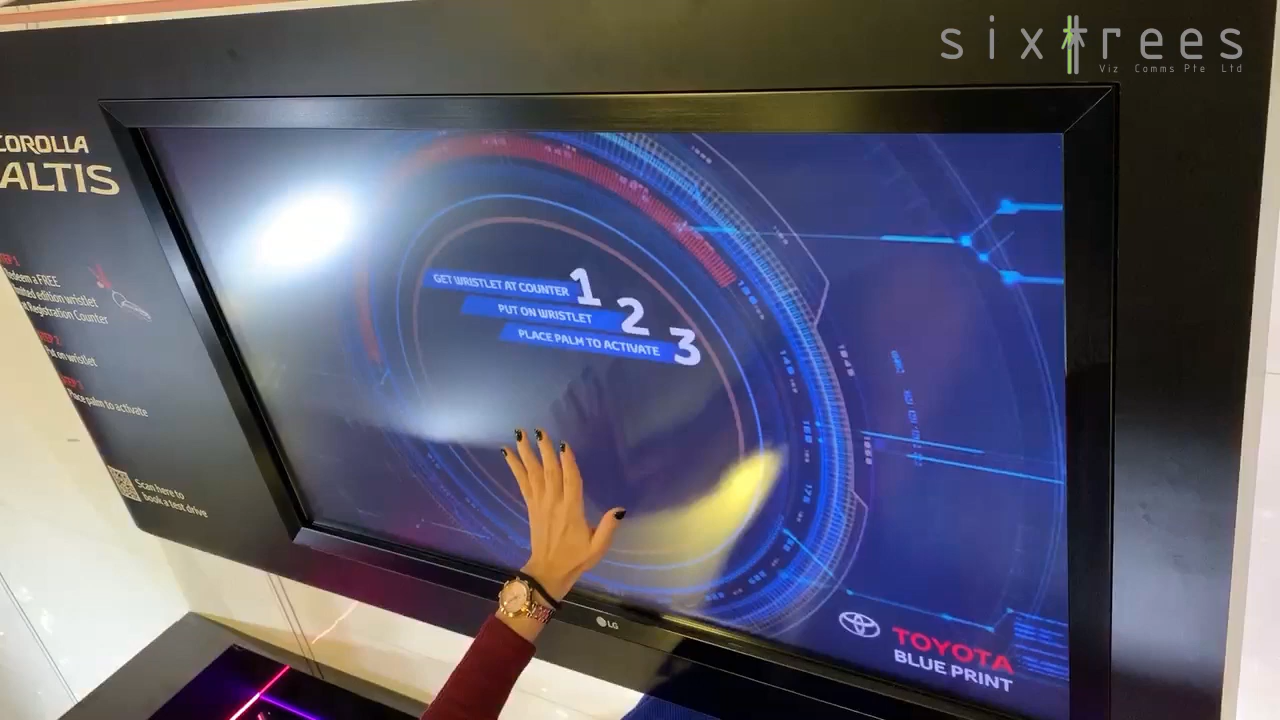 sixtrees
Viz Comms Pte Ltd
COROLLA
ALTIS
Redeem a FREE
limited edition wristlet
at Registration Counter
Put on wristlet
Place palm to activate
Scan here to
book a test drive
GET WRISTLET AT COUNTER 1
PUT ON WRISTLET 2
PLACE PALM TO ACTIVATE 3
LG
TOYOTA
BLUE PRINT